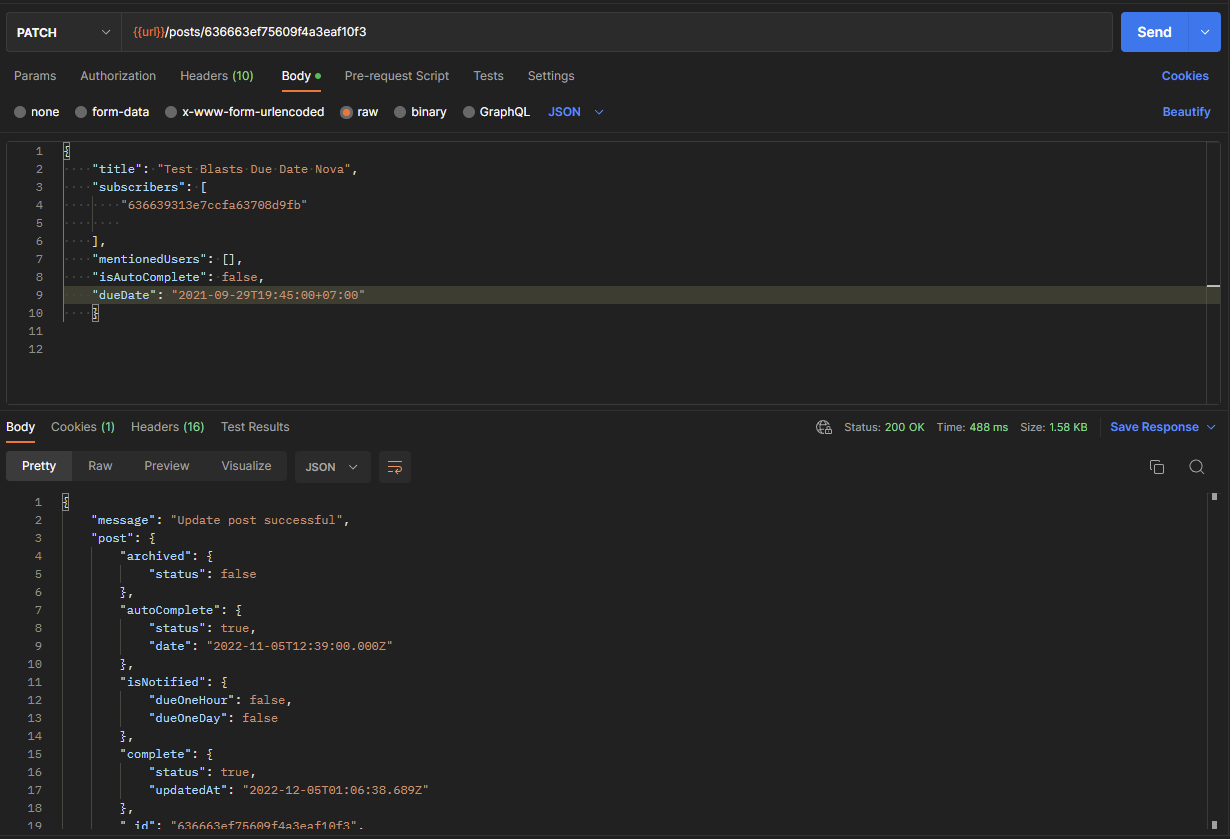 PATCH {{url}}/posts/636663ef75609f4a3eaf10f3 Send
Params Authorization Headers (10) Body Pre-request Script Tests Settings Cookies
none form-data x-www-form-urlencoded raw binary GraphQL JSON Beautify
1 {
2 "title": "Test Blasts Due Date Nova",
3 "subscribers": [
4 "636639313e7ccfa63708d9fb"
5
6 ],
7 "mentionedUsers": [],
8 "isAutoComplete": false,
9 "dueDate": "2021-09-29T19:45:00+07:00"
10 }
11
12
Body Cookies (1) Headers (16) Test Results Status: 200 OK Time: 488 ms Size: 1.58 KB Save Response
Pretty Raw Preview Visualize JSON
1 {
2 "message": "Update post successful",
3 "post": {
4 "archived": {
5 "status": false
6 },
7 "autoComplete": {
8 "status": true,
9 "date": "2022-11-05T12:39:00.000Z"
10 },
11 "isNotified": {
12 "dueOneHour": false,
13 "dueOneDay": false
14 },
15 "complete": {
16 "status": true,
17 "updatedAt": "2022-12-05T01:06:38.689Z"
18 },
19 "_id": "636663ef75609f4a3eaf10f3",